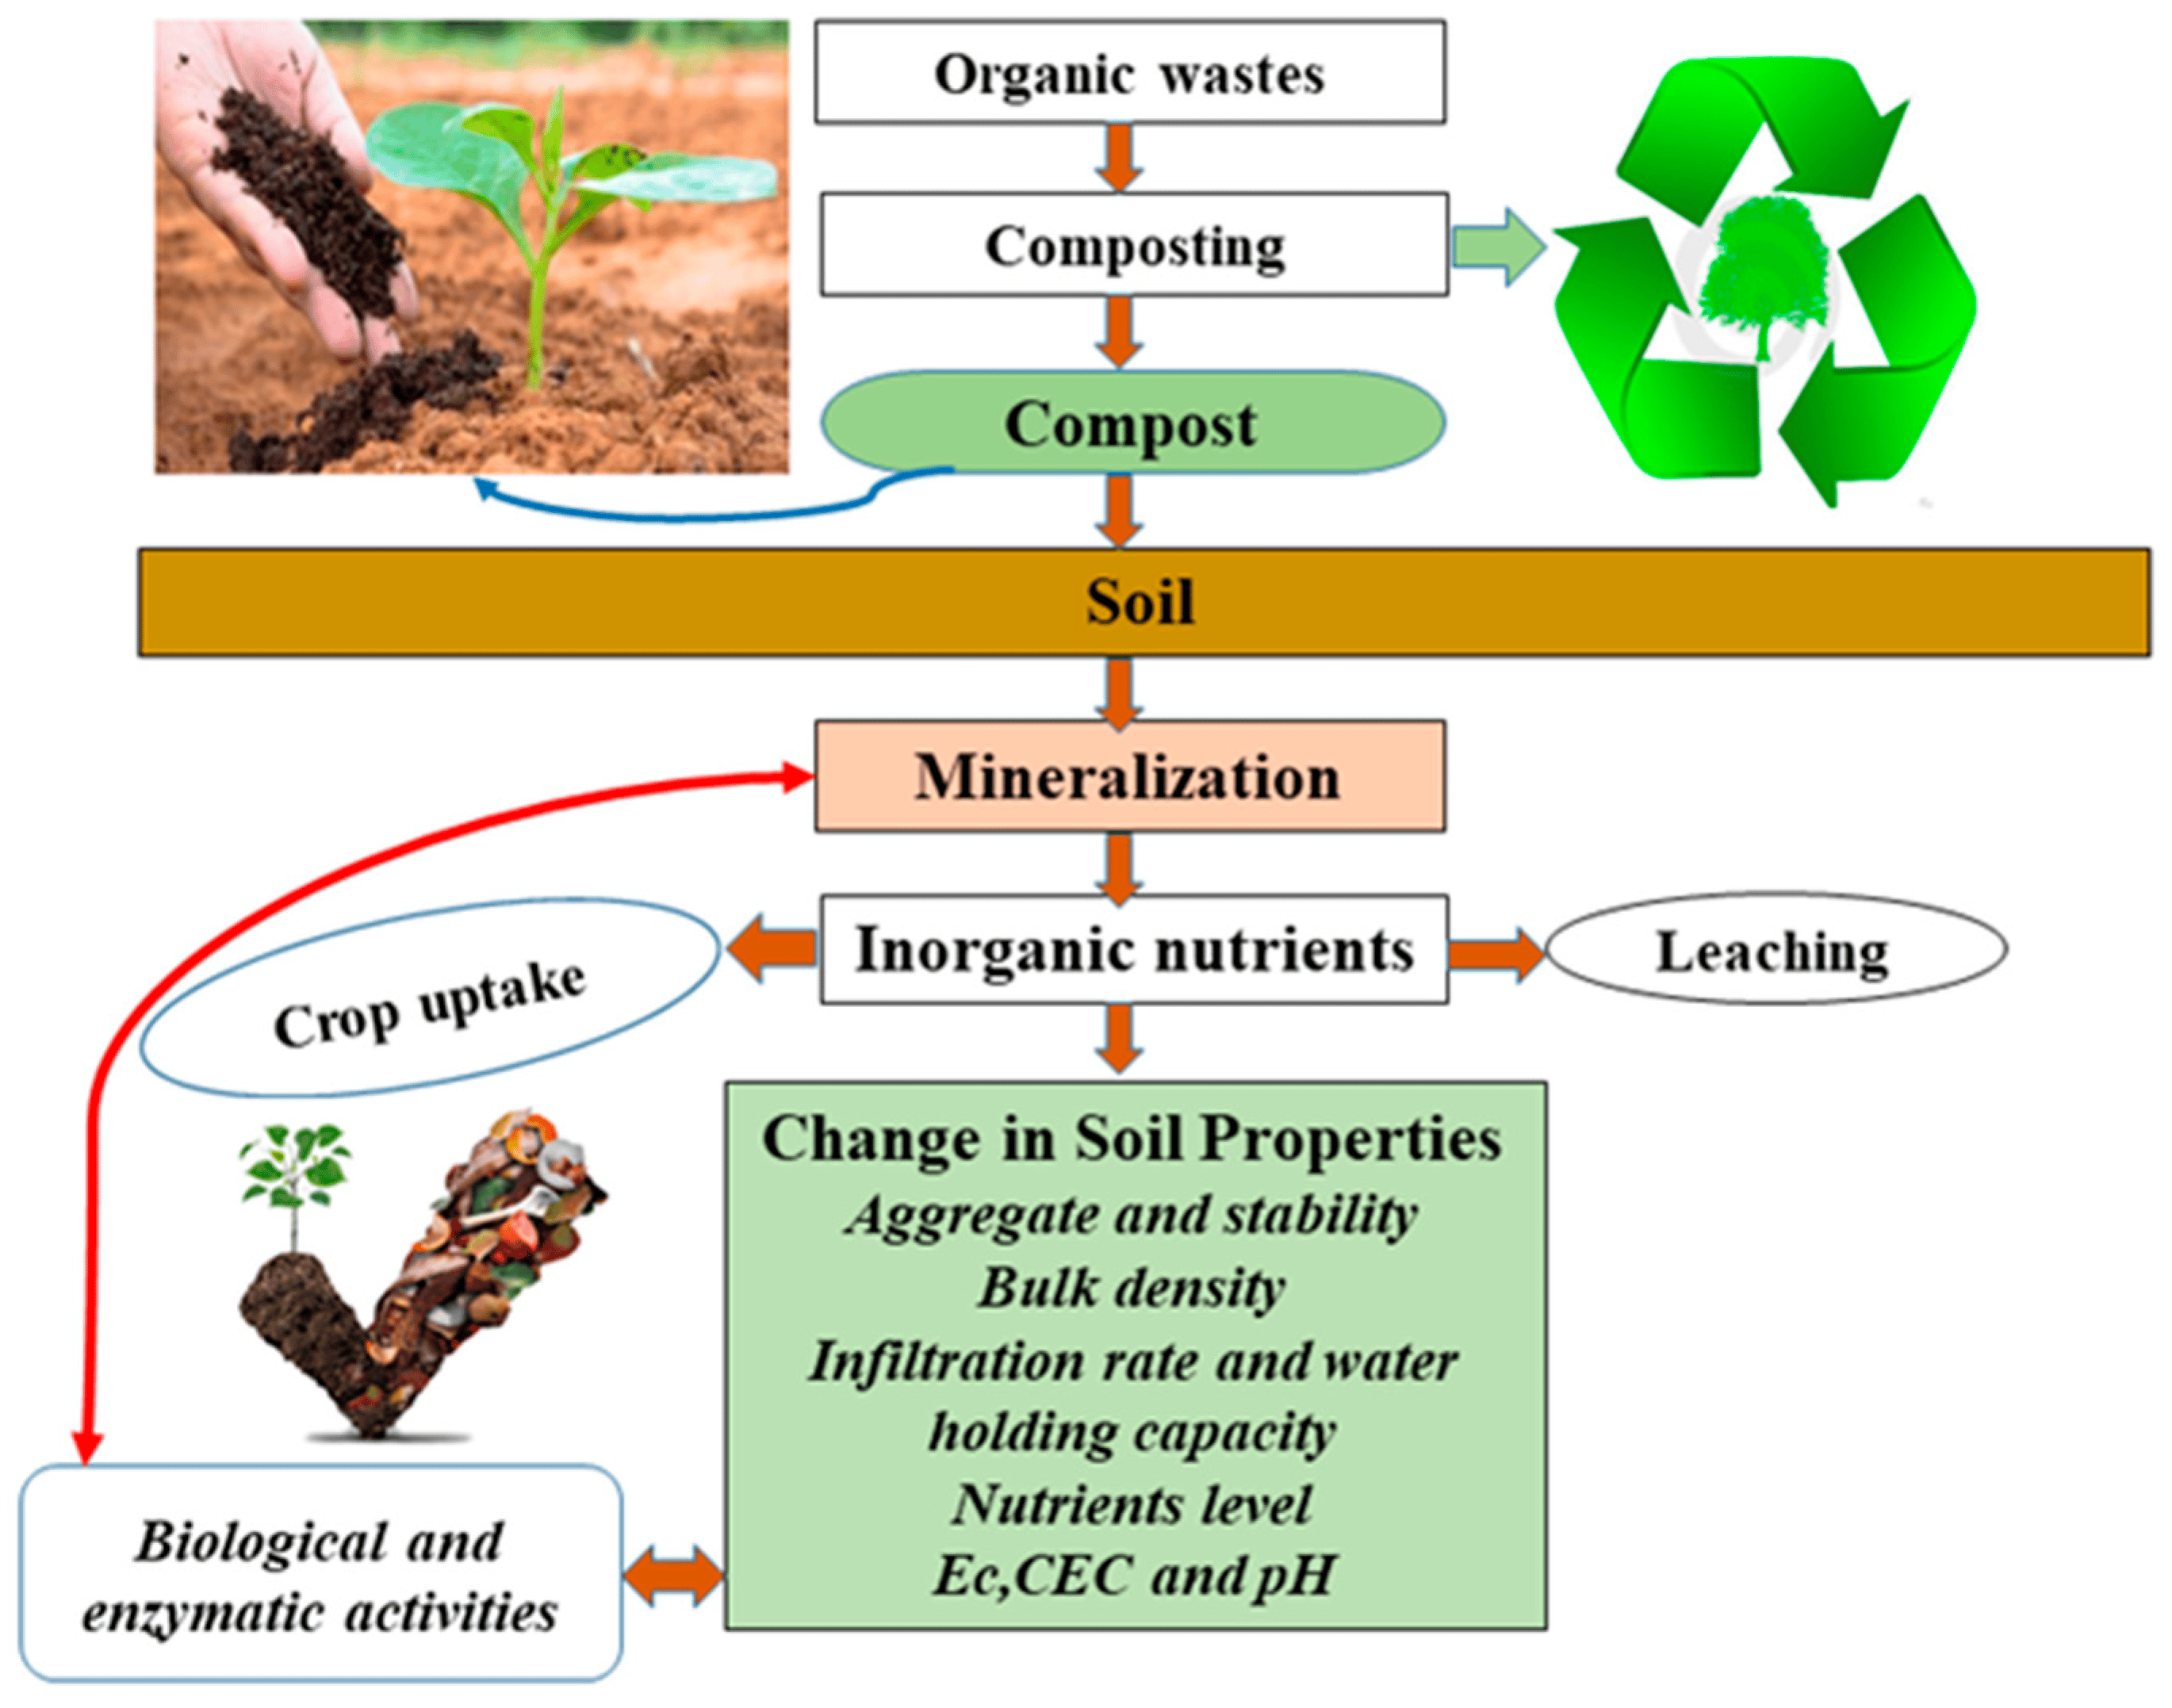 Organic wastes
Composting
Compost
Soil
Mineralization
Inorganic nutrients
Leaching
Crop uptake
Change in Soil Properties
Aggregate and stability
Bulk density
Infiltration rate and water
holding capacity
Nutrients level
Ec,CEC and pH
Biological and
enzymatic activities